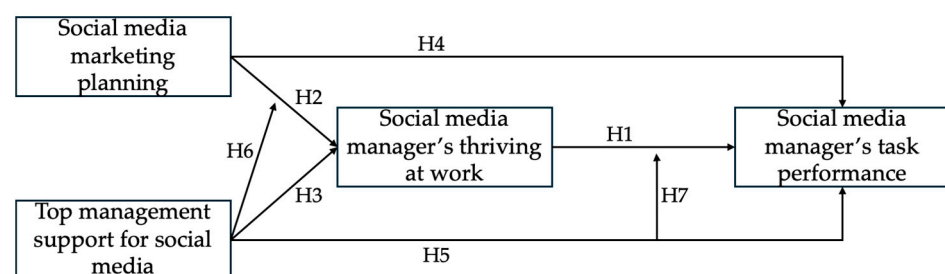 Social media
marketing
planning
H4
H2
Social media
manager's thriving
at work
H1
Social media
manager's task
performance
H6
H3
H7
Top management
support for social
media
H5